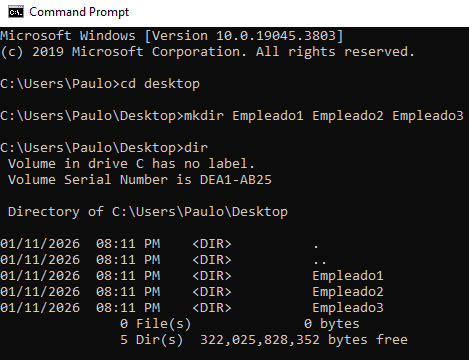 Command Prompt
Microsoft Windows [Version 10.0.19045.3803]
(c) 2019 Microsoft Corporation. All rights reserved.
C:\Users\Paulo>cd desktop
C:\Users\Paulo\Desktop>mkdir Empleado1 Empleado2 Empleado3
C:\Users\Paulo\Desktop>dir
 Volume in drive C has no label.
 Volume Serial Number is DEA1-AB25
 Directory of C:\Users\Paulo\Desktop
01/11/2026  08:11 PM    <DIR>          .
01/11/2026  08:11 PM    <DIR>          ..
01/11/2026  08:11 PM    <DIR>          Empleado1
01/11/2026  08:11 PM    <DIR>          Empleado2
01/11/2026  08:11 PM    <DIR>          Empleado3
               0 File(s)              0 bytes
               5 Dir(s)  322,025,828,352 bytes free